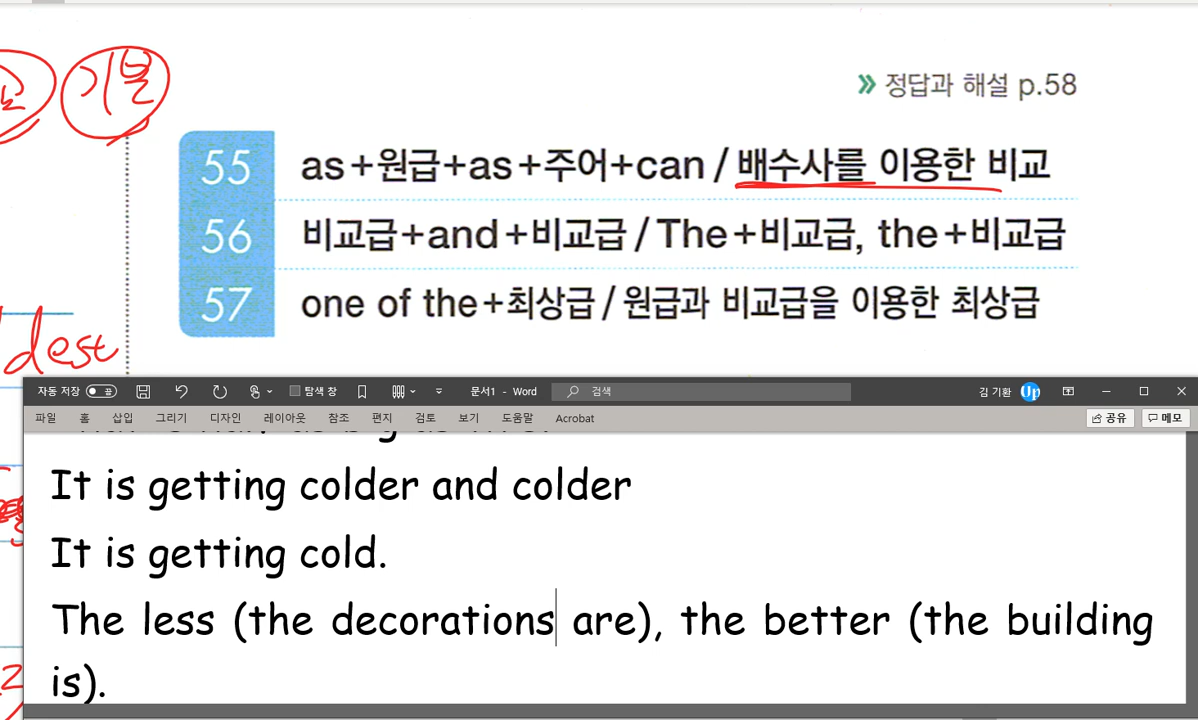 기본
» 정답과 해설 p.58
55 as+원급+as+주어+can / 배수사를 이용한 비교
56 비교급+and+비교급 / The+비교급, the+비교급
57 one of the+최상급 / 원급과 비교급을 이용한 최상급
dest
자동 저장 끔 탐색 창 문서1 - Word 검색 김 기환 Up
파일 홈 삽입 그리기 디자인 레이아웃 참조 편지 검토 보기 도움말 Acrobat 공유 메모
It is getting colder and colder
It is getting cold.
The less (the decorations are), the better (the building
is).